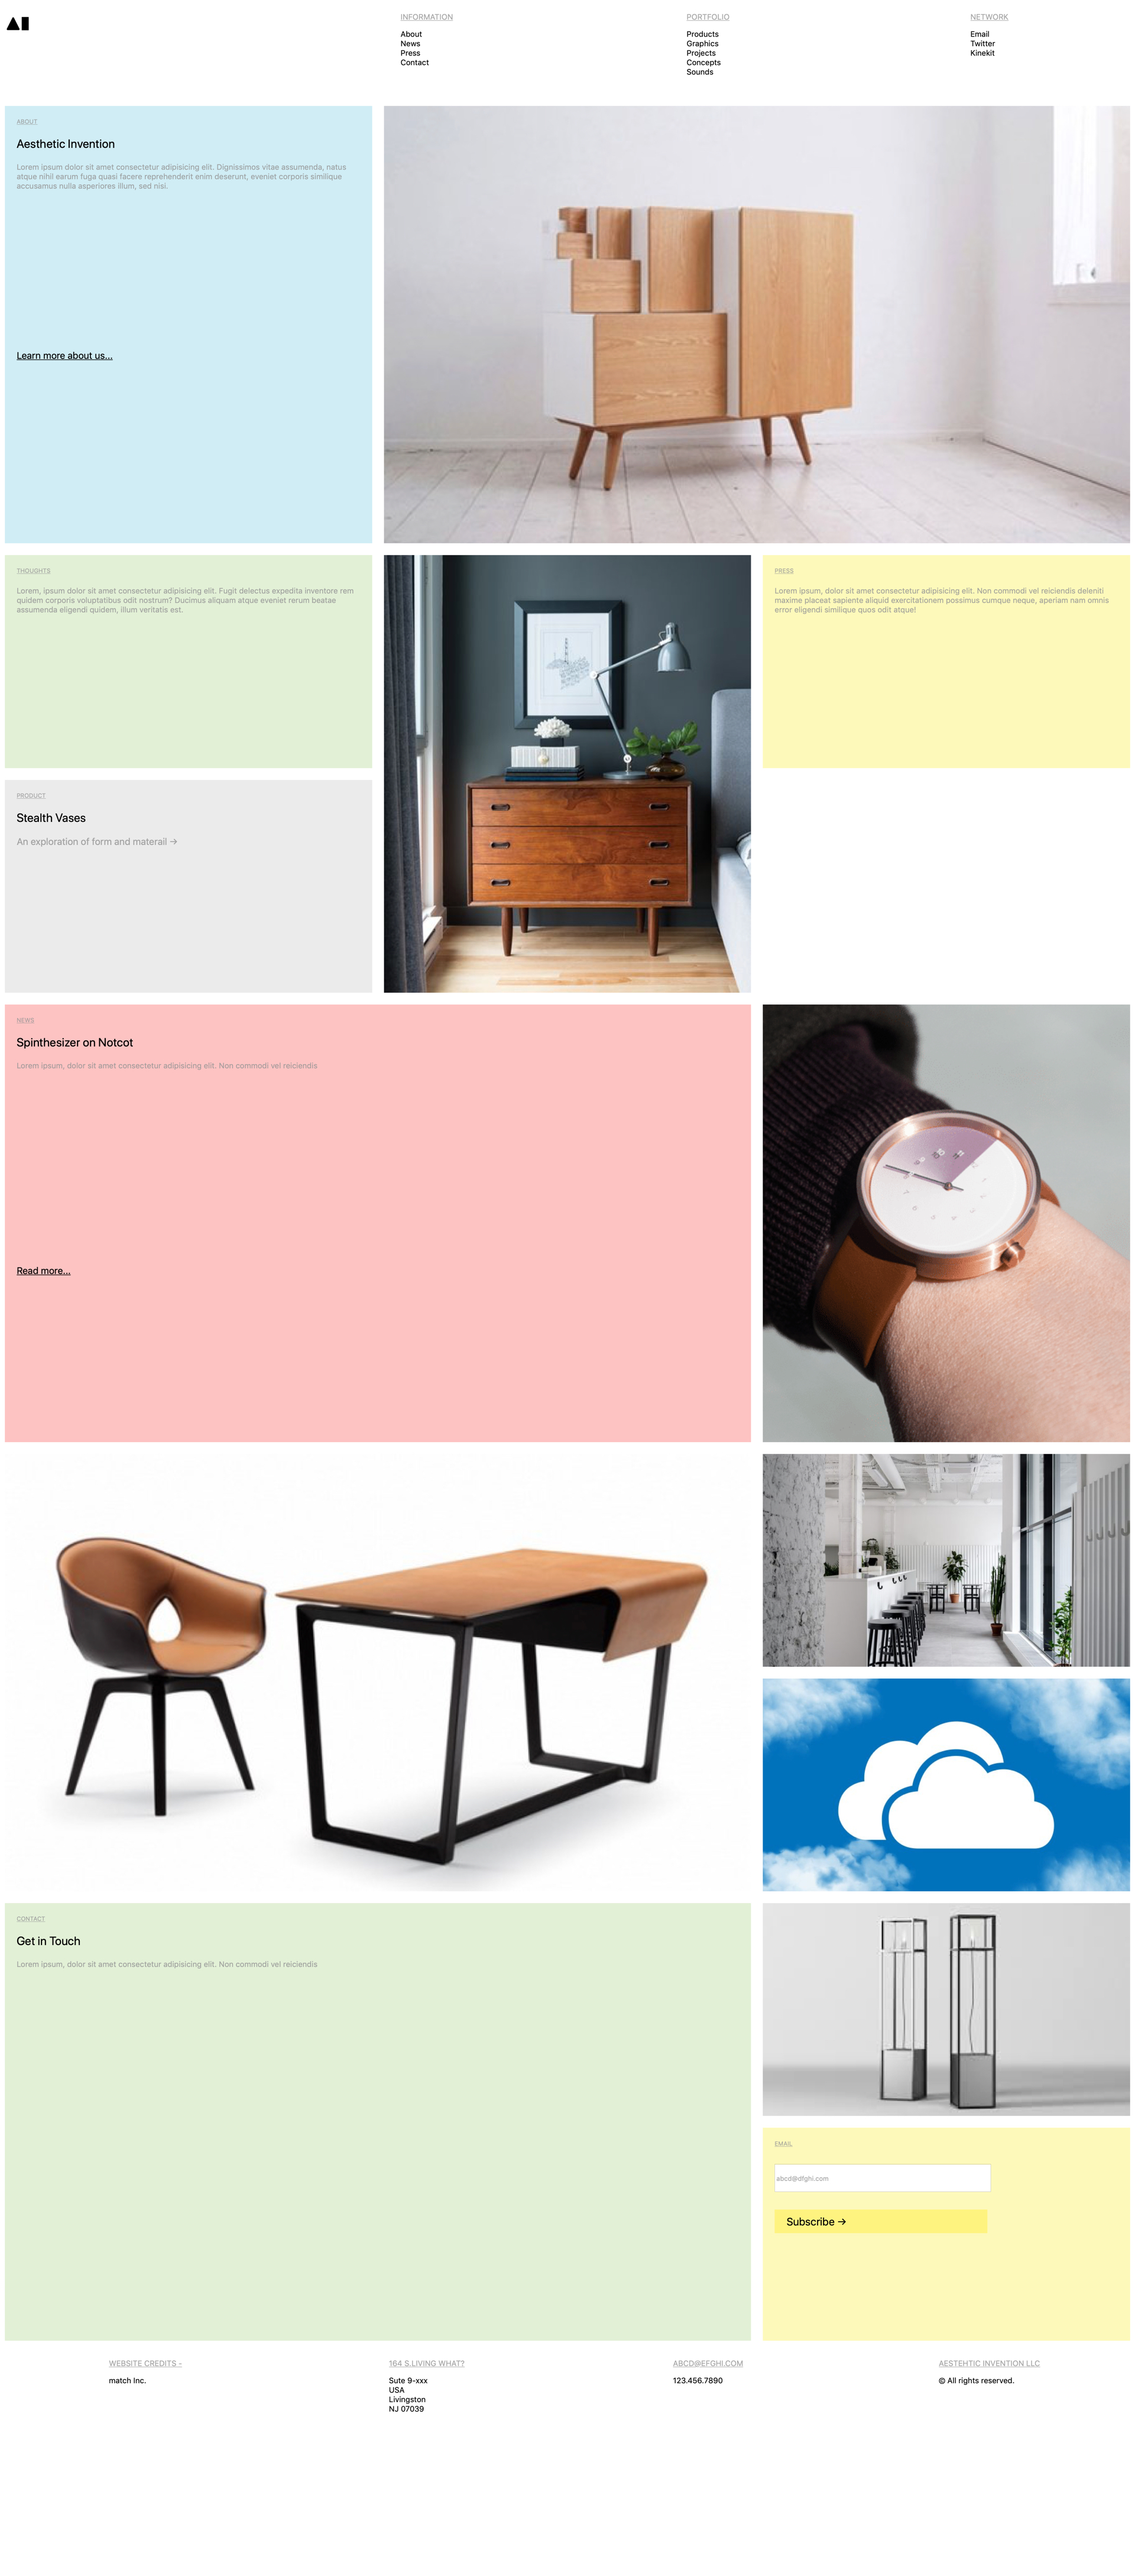 AI
INFORMATION
About
News
Press
Contact
PORTFOLIO
Products
Graphics
Projects
Concepts
Sounds
NETWORK
Email
Twitter
Kinekit
ABOUT
Aesthetic Invention
Lorem ipsum dolor sit amet consectetur adipisicing elit. Dignissimos vitae assumenda, natus
atque nihil earum fuga quasi facere reprehenderit enim deserunt, eveniet corporis similique
accusamus nulla asperiores illum, sed nisi.
Learn more about us...
THOUGHTS
Lorem, ipsum dolor sit amet consectetur adipisicing elit. Fugit delectus expedita inventore rem
quidem corporis voluptatibus odit nostrum? Ducimus aliquam atque eveniet rerum beatae
assumenda eligendi quidem, illum veritatis est.
PRESS
Lorem ipsum, dolor sit amet consectetur adipisicing elit. Non commodi vel reiciendis deleniti
maxime placeat sapiente aliquid exercitationem possimus cumque neque, aperiam nam omnis
error eligendi similique quos odit atque!
PRODUCT
Stealth Vases
An exploration of form and materail →
NEWS
Spinthesizer on Notcot
Lorem ipsum, dolor sit amet consectetur adipisicing elit. Non commodi vel reiciendis
Read more...
CONTACT
Get in Touch
Lorem ipsum, dolor sit amet consectetur adipisicing elit. Non commodi vel reiciendis
EMAIL
abcd@dfghi.com
Subscribe →
WEBSITE CREDITS -
match Inc.
164 S.LIVING WHAT?
Sute 9-xxx
USA
Livingston
NJ 07039
ABCD@EFGHI.COM
123.456.7890
AESTEHTIC INVENTION LLC
© All rights reserved.